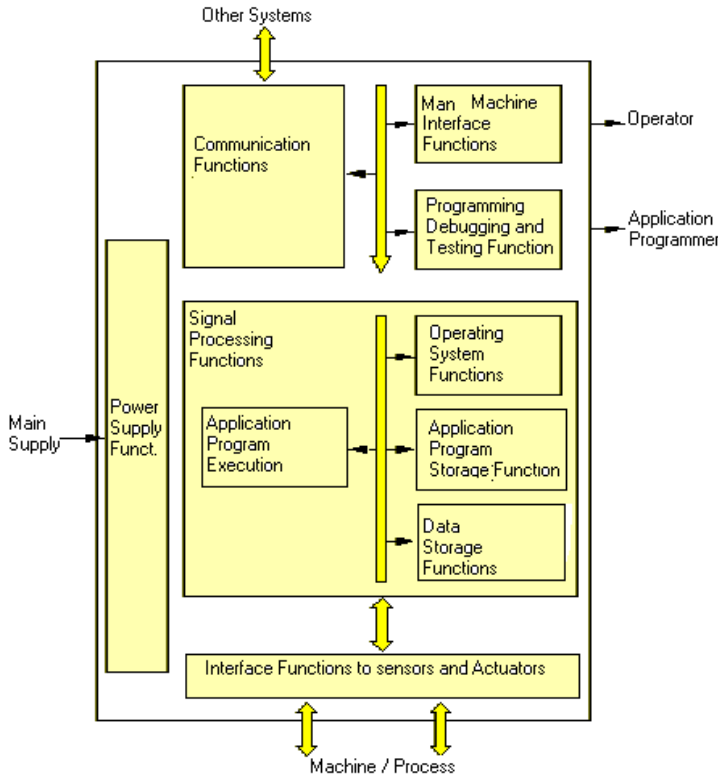 Other Systems
Communication
Functions
Man Machine
Interface
Functions
Operator
Programming
Debugging and
Testing Function
Application
Programmer
Signal
Processing
Functions
Operating
System
Functions
Main
Supply
Power
Supply
Funct.
Application
Program
Execution
Application
Program
Storage Function
Data
Storage
Functions
Interface Functions to sensors and Actuators
Machine / Process